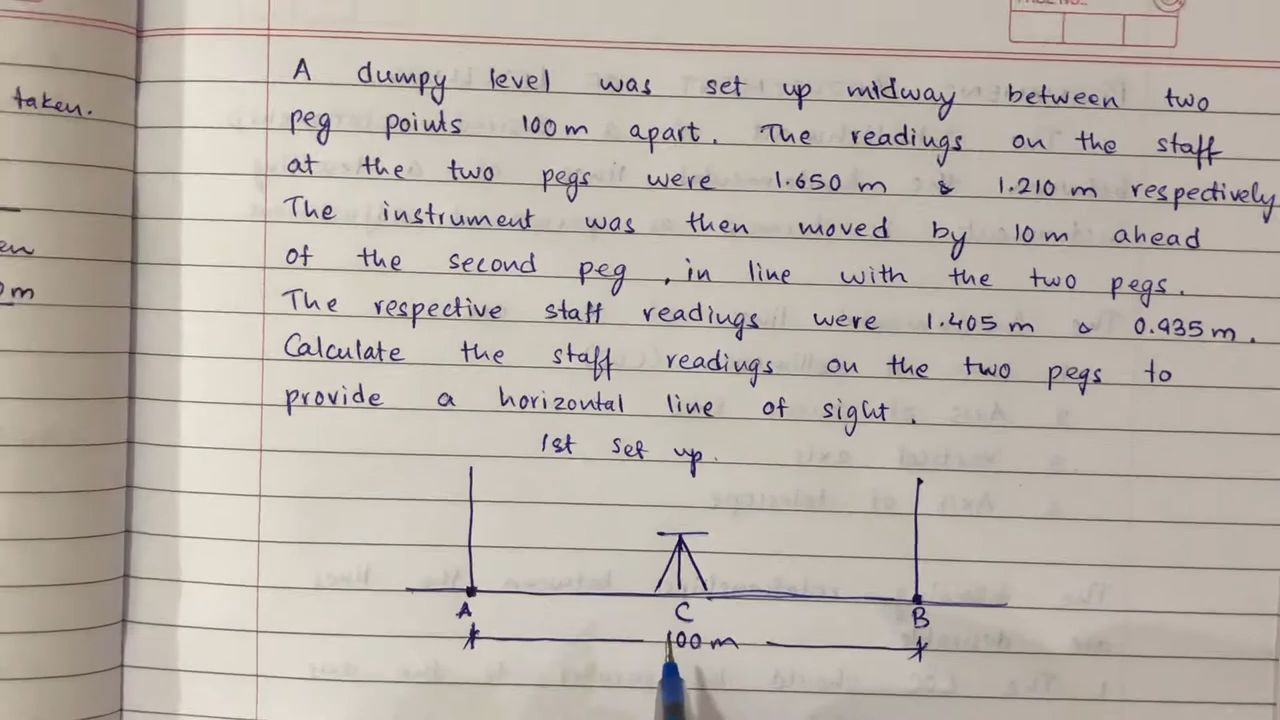 taken.
A dumpy level was set up midway between two
peg points 100m apart. The readings on the staff
at the two pegs were 1.650 m & 1.210 m respectively
The instrument was then moved by 10m ahead
of the second peg, in line with the two pegs.
The respective staff readings were 1.405 m & 0.935 m.
Calculate the staff readings on the two pegs to
provide a horizontal line of sight.
1st set up.
A C B
100m